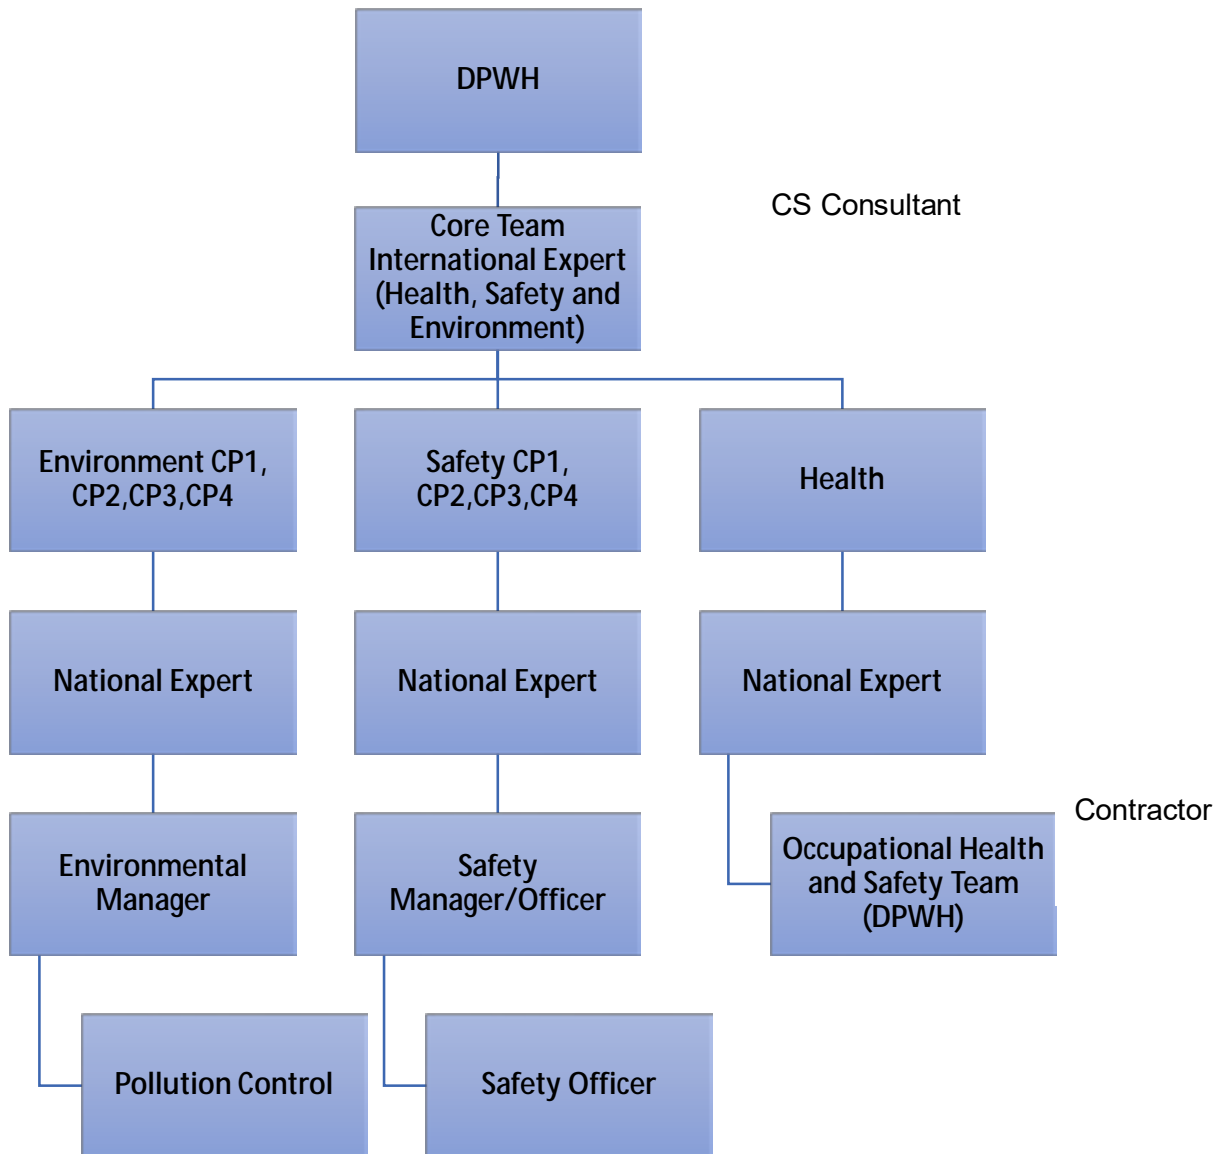 DPWH
CS Consultant
Core Team
International Expert
(Health, Safety and
Environment)
Environment CP1,
CP2,CP3,CP4
Safety CP1,
CP2,CP3,CP4
Health
National Expert
National Expert
National Expert
Environmental
Manager
Safety
Manager/Officer
Occupational Health
and Safety Team
(DPWH)
Contractor
Pollution Control
Safety Officer